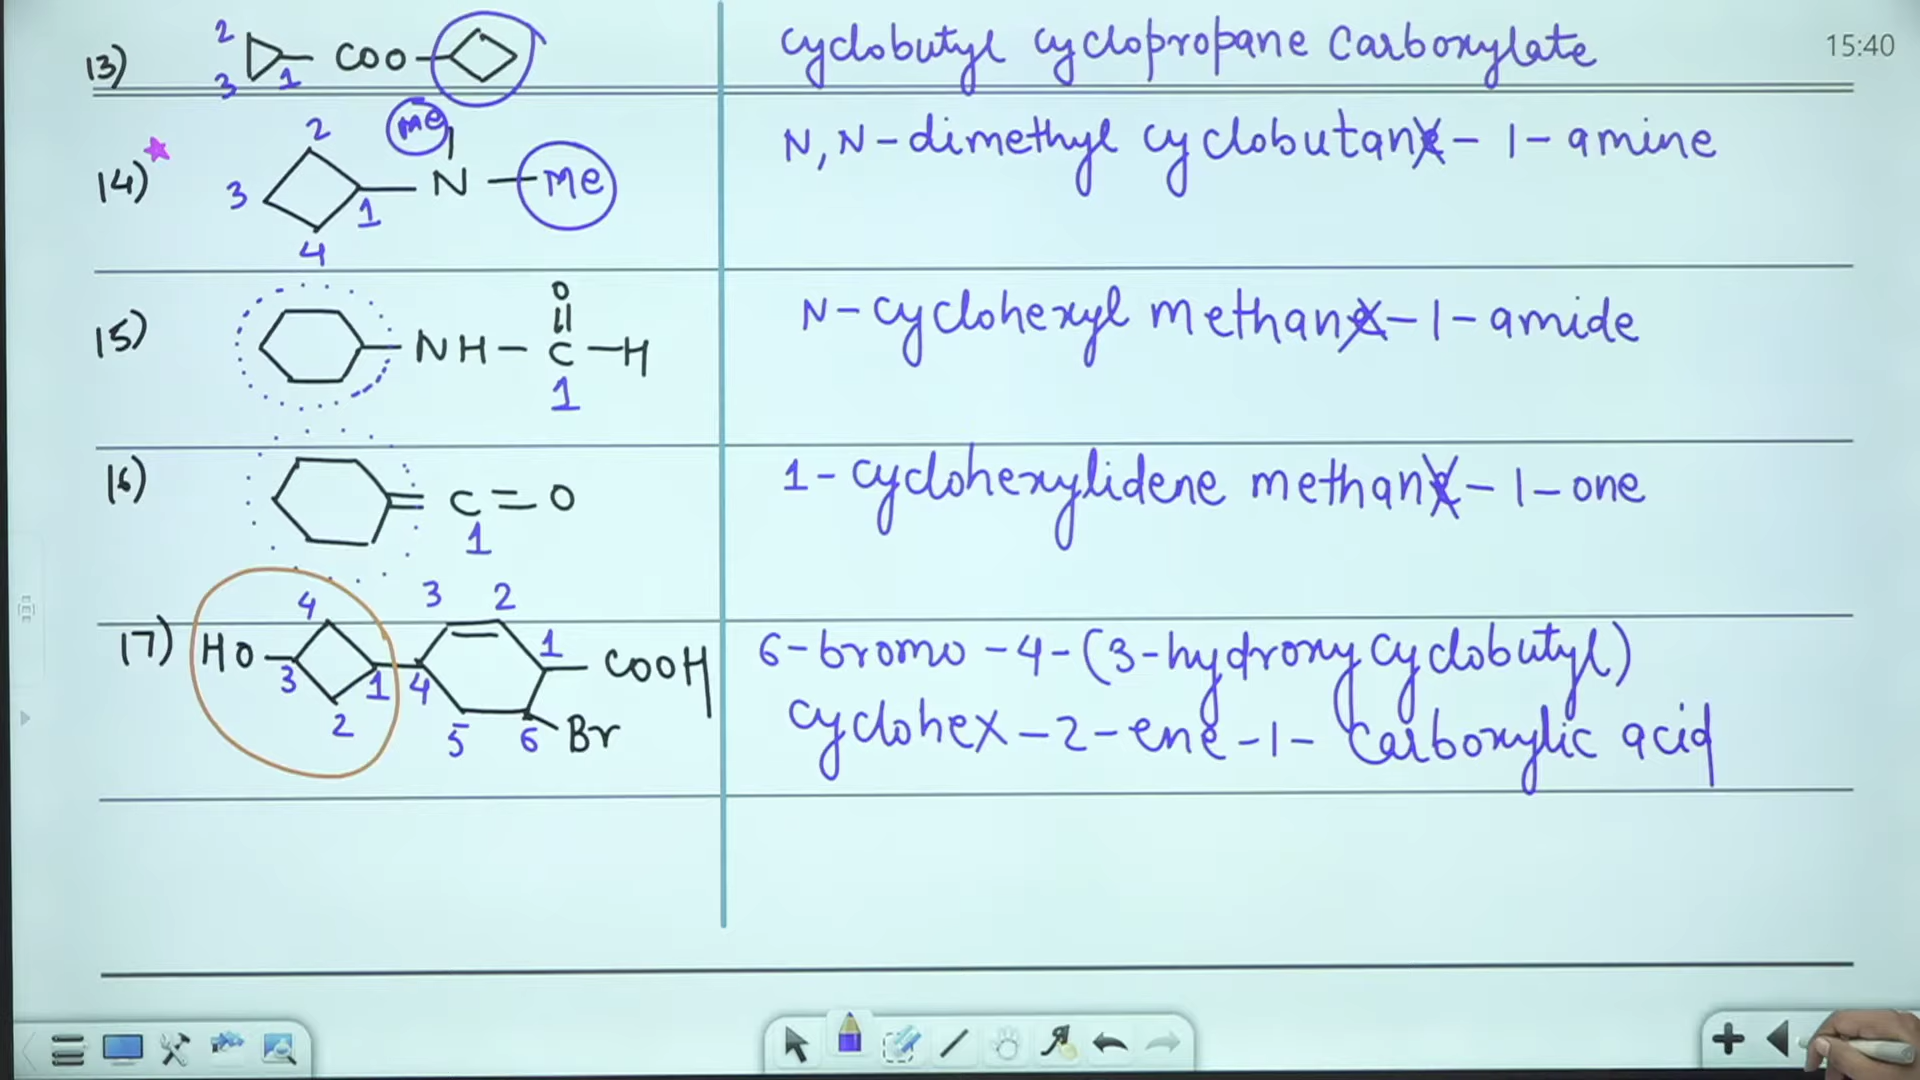 13) 2 3 1 COO cyclobutyl cyclopropane carboxylate 15:40
14) 2 3 4 1 Me N Me N,N-dimethyl cyclobutane-1-amine
15) NH-C-H O 1 N-cyclohexyl methane-1-amide
16) C=O 1 1-cyclohexylidene methane-1-one
17) HO 4 3 2 1 3 2 4 1 5 6 COOH Br 6-bromo-4-(3-hydroxycyclobutyl)
cyclohex-2-ene-1-carboxylic acid